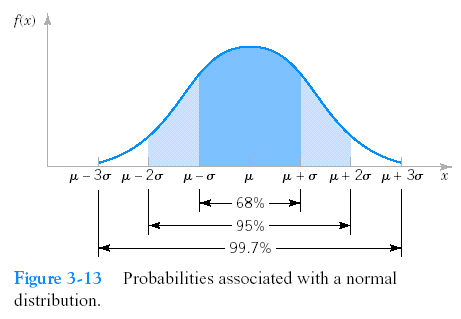 f(x)
μ – 3σ μ – 2σ μ – σ μ μ + σ μ + 2σ μ + 3σ x
68%
95%
99.7%
Figure 3-13 Probabilities associated with a normal
distribution.